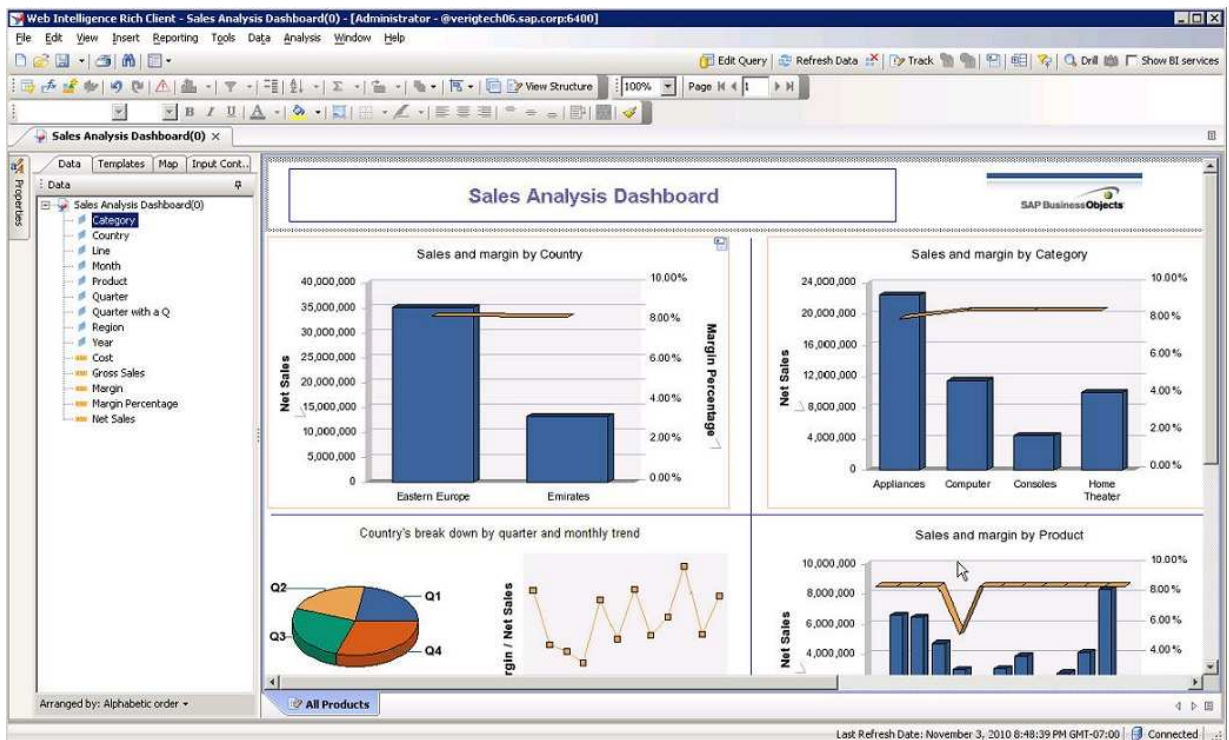 Web Intelligence Rich Client - Sales Analysis Dashboard(0) - [Administrator - @verigtech06.sap.corp:6400]
File Edit View Insert Reporting Tools Data Analysis Window Help
Edit Query Refresh Data Track Drill Show BI services
View Structure 100% Page 1
B I U A
Sales Analysis Dashboard(0)
Properties
Data Templates Map Input Cont..
Data
Sales Analysis Dashboard(0)
Category
Country
Line
Month
Product
Quarter
Quarter with a Q
Region
Year
Cost
Gross Sales
Margin
Margin Percentage
Net Sales
Arranged by: Alphabetic order
Sales Analysis Dashboard
SAP BusinessObjects
Sales and margin by Country
Net Sales
40,000,000
35,000,000
30,000,000
25,000,000
20,000,000
15,000,000
10,000,000
5,000,000
0
10.00%
8.00%
6.00%
4.00%
2.00%
0.00%
Margin Percentage
Eastern Europe Emirates
Sales and margin by Category
Net Sales
24,000,000
20,000,000
16,000,000
12,000,000
8,000,000
4,000,000
0
10.00%
8.00%
6.00%
4.00%
2.00%
0.00%
Appliances Computer Consoles Home
Theater
Country's break down by quarter and monthly trend
Q2
Q1
Q3
Q4
rgin / Net Sales
Sales and margin by Product
Net Sales
10,000,000
8,000,000
6,000,000
4,000,000
10.00%
8.00%
6.00%
4.00%
All Products
Last Refresh Date: November 3, 2010 8:48:39 PM GMT-07:00 Connected